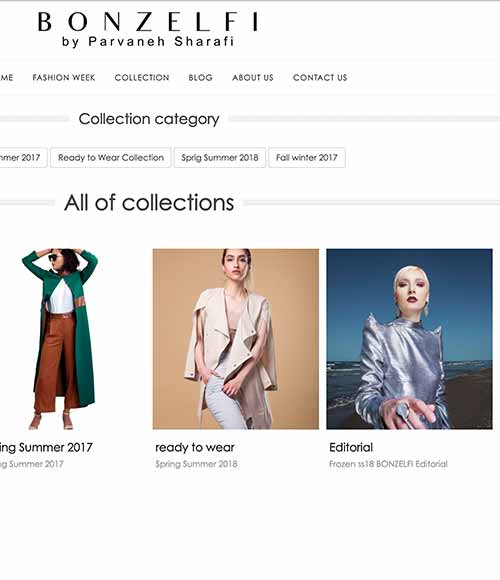 BONZELFI
by Parvaneh Sharafi
ME FASHION WEEK COLLECTION BLOG ABOUT US CONTACT US
Collection category
mmer 2017 Ready to Wear Collection Sprig Summer 2018 Fall winter 2017
All of collections
ing Summer 2017 ready to wear Editorial
ng Summer 2017 Spring Summer 2018 Frozen ss18 BONZELFI Editorial